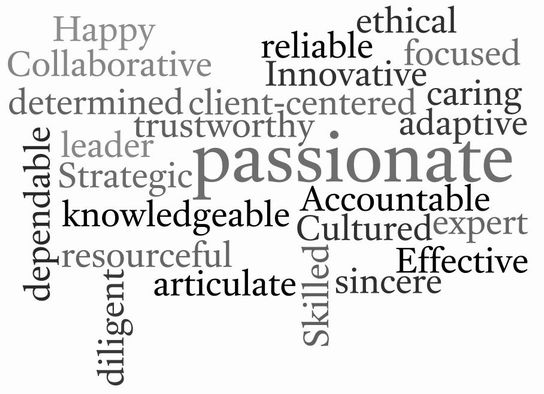 Happy
ethical
reliable
focused
Collaborative
Innovative
caring
determined
client-centered
trustworthy
adaptive
leader
passionate
Strategic
dependable
Accountable
knowledgeable
Cultured
expert
resourceful
Effective
articulate
Skilled
sincere
diligent